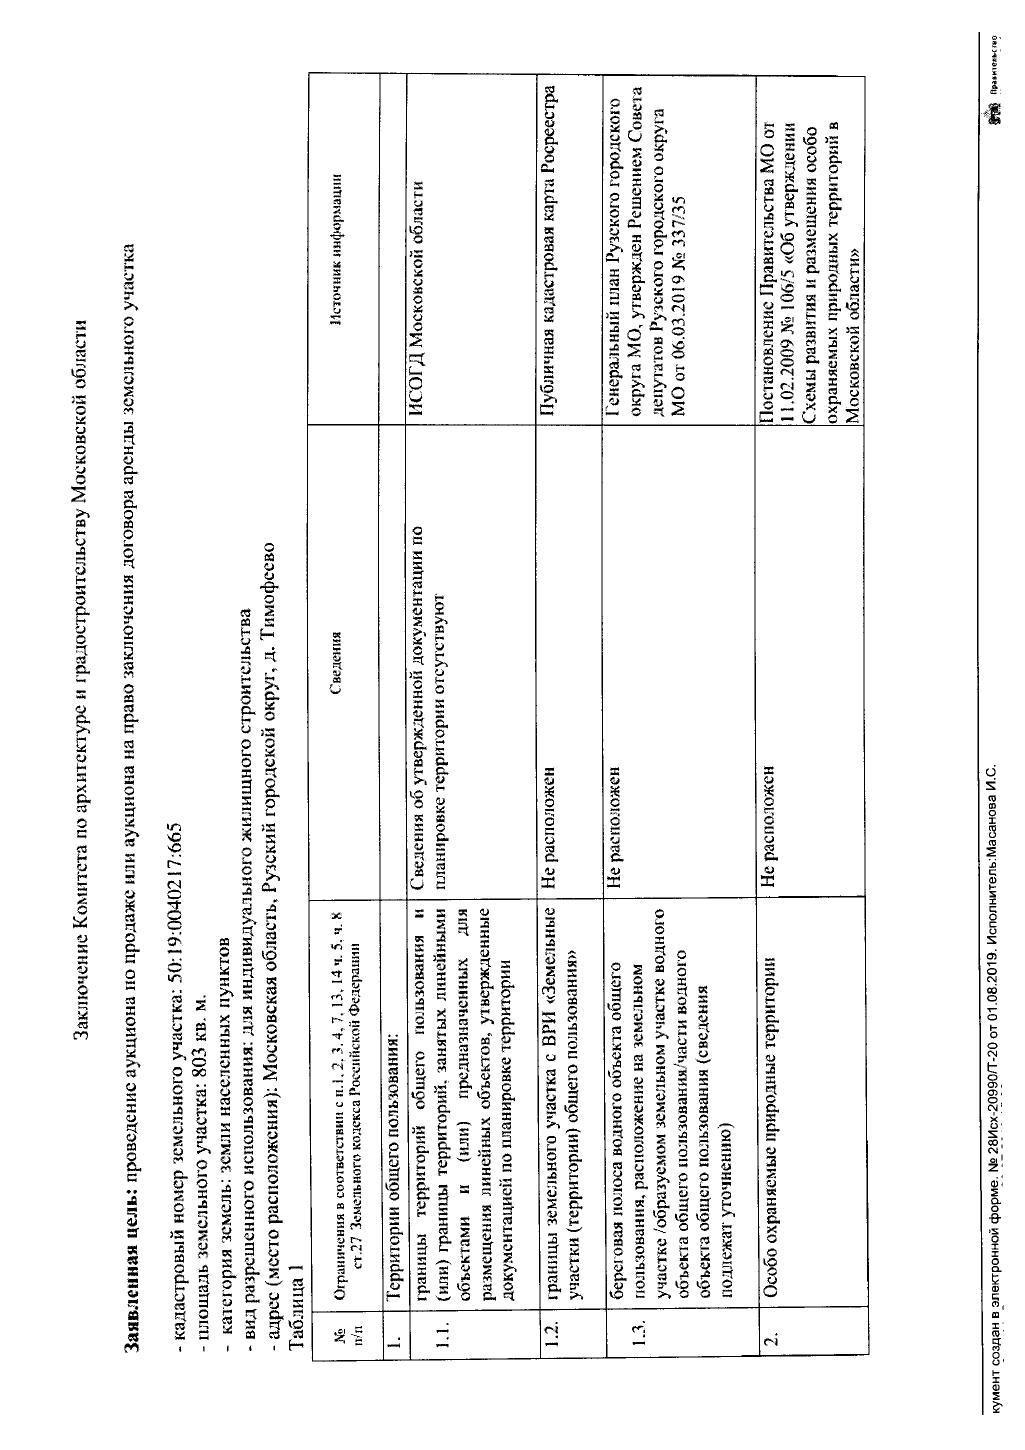 Заключение Комитета по архитектуре и градостроительству Московской области
Заявленная цель: проведение аукциона по продаже или аукциона на право заключения договора аренды земельного участка
- кадастровый номер земельного участка: 50:19:0040217:665
- площадь земельного участка: 803 кв. м.
- категория земель: земли населенных пунктов
- вид разрешенного использования: для индивидуального жилищного строительства
- адрес (место расположения): Московская область, Рузский городской округ, д. Тимофеево
Таблица 1
№
п/п
Ограничения в соответствии с п.1, 2, 3, 4, 7, 13, 14 ч. 5, ч. 8
ст.27 Земельного кодекса Российской Федерации
Сведения
Источник информации
1.
Территории общего пользования:
1.1.
границы территорий общего пользования и
(или) границы территорий, занятых линейными
объектами и (или) предназначенных для
размещения линейных объектов, утвержденные
документацией по планировке территории
Сведения об утвержденной документации по
планировке территории отсутствуют
ИСОГД Московской области
1.2.
границы земельного участка с ВРИ «Земельные
участки (территории) общего пользования»
Не расположен
Публичная кадастровая карта Росреестра
1.3.
береговая полоса водного объекта общего
пользования, расположение на земельном
участке /образуемом земельном участке водного
объекта общего пользования/части водного
объекта общего пользования (сведения
подлежат уточнению)
Не расположен
Генеральный план Рузского городского
округа МО, утвержден Решением Совета
депутатов Рузского городского округа
МО от 06.03.2019 № 337/35
2.
Особо охраняемые природные территории
Не расположен
Постановление Правительства МО от
11.02.2009 № 106/5 «Об утверждении
Схемы развития и размещения особо
охраняемых природных территорий в
Московской области»
кумент создан в электронной форме. № 28Исх-20990/Т-20 от 01.08.2019. Исполнитель:Масанова И.С.
Правительство